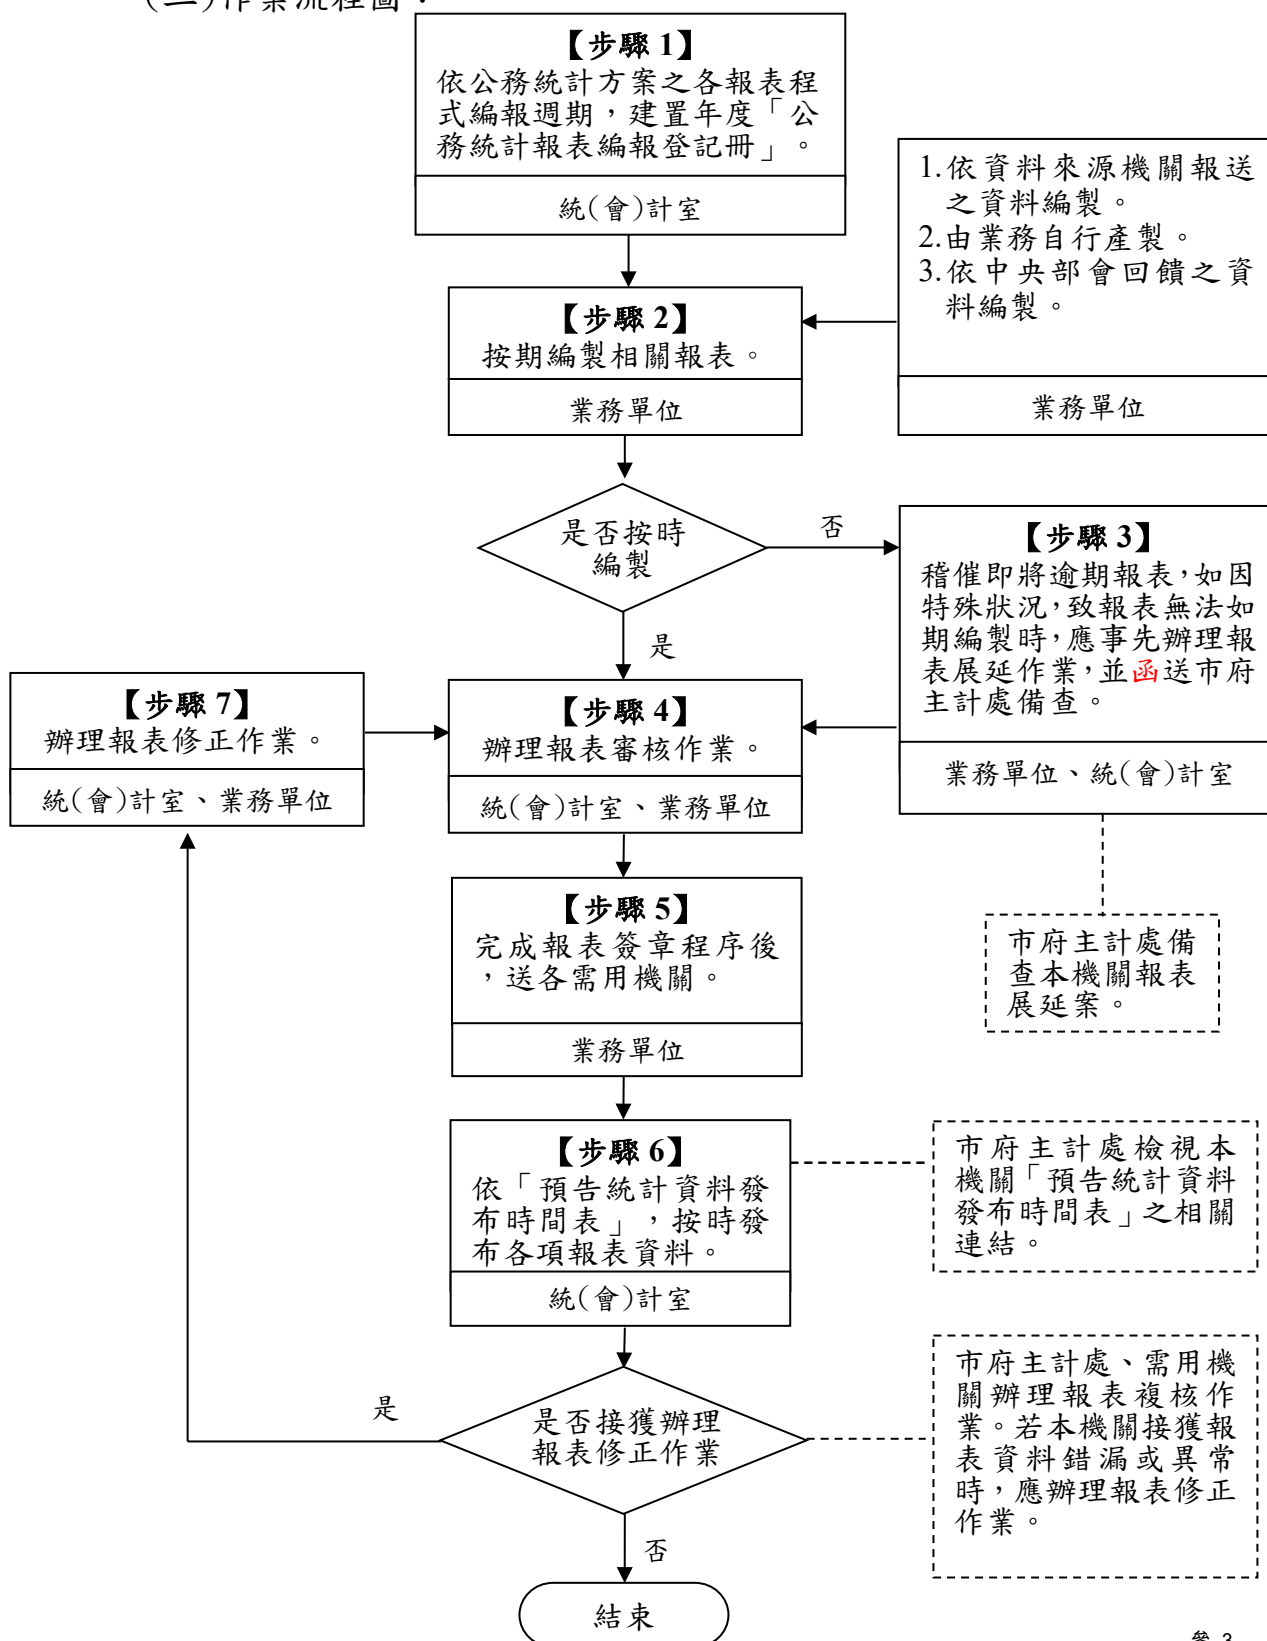 (二)作業流程圖：
【步驟 1】
依公務統計方案之各報表程
式編報週期，建置年度「公
務統計報表編報登記冊」。
統(會)計室
1.依資料來源機關報送
之資料編製。
2.由業務自行產製。
3.依中央部會回饋之資
料編製。
業務單位
【步驟 2】
按期編製相關報表。
業務單位
是否按時
編製
否
是
【步驟 3】
稽催即將逾期報表，如因
特殊狀況，致報表無法如
期編製時，應事先辦理報
表展延作業，並函送市府
主計處備查。
業務單位、統(會)計室
【步驟 7】
辦理報表修正作業。
統(會)計室、業務單位
【步驟 4】
辦理報表審核作業。
統(會)計室、業務單位
【步驟 5】
完成報表簽章程序後
，送各需用機關。
業務單位
市府主計處備
查本機關報表
展延案。
【步驟 6】
依「預告統計資料發
布時間表」，按時發
布各項報表資料。
統(會)計室
市府主計處檢視本
機關「預告統計資料
發布時間表」之相關
連結。
是
是否接獲辦理
報表修正作業
市府主計處、需用機
關辦理報表複核作
業。若本機關接獲報
表資料錯漏或異常
時，應辦理報表修正
作業。
否
結束